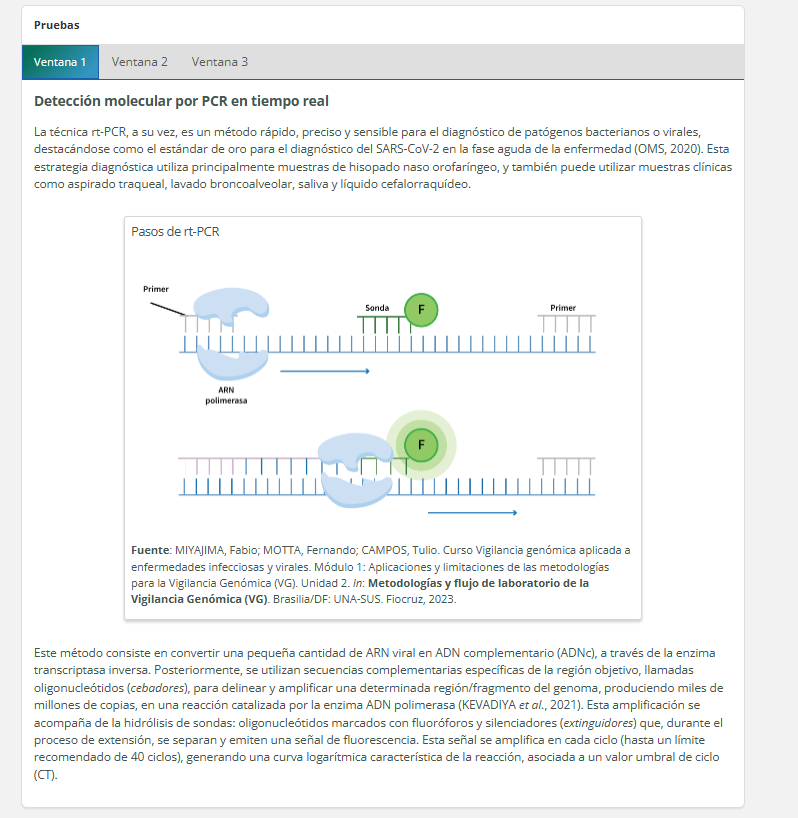 Pruebas
Ventana 1 Ventana 2 Ventana 3
Detección molecular por PCR en tiempo real
La técnica rt-PCR, a su vez, es un método rápido, preciso y sensible para el diagnóstico de patógenos bacterianos o virales,
destacándose como el estándar de oro para el diagnóstico del SARS-CoV-2 en la fase aguda de la enfermedad (OMS, 2020). Esta
estrategia diagnóstica utiliza principalmente muestras de hisopado naso orofaríngeo, y también puede utilizar muestras clínicas
como aspirado traqueal, lavado broncoalveolar, saliva y líquido cefalorraquídeo.
Pasos de rt-PCR
Primer
Sonda
F
Primer
ARN
polimerasa
F
Fuente: MIYAJIMA, Fabio; MOTTA, Fernando; CAMPOS, Tulio. Curso Vigilancia genómica aplicada a
enfermedades infecciosas y virales. Módulo 1: Aplicaciones y limitaciones de las metodologías
para la Vigilancia Genómica (VG). Unidad 2. In: Metodologías y flujo de laboratorio de la
Vigilancia Genómica (VG). Brasilia/DF: UNA-SUS. Fiocruz, 2023.
Este método consiste en convertir una pequeña cantidad de ARN viral en ADN complementario (ADNc), a través de la enzima
transcriptasa inversa. Posteriormente, se utilizan secuencias complementarias específicas de la región objetivo, llamadas
oligonucleótidos (cebadores), para delinear y amplificar una determinada región/fragmento del genoma, produciendo miles de
millones de copias, en una reacción catalizada por la enzima ADN polimerasa (KEVADIYA et al., 2021). Esta amplificación se
acompaña de la hidrólisis de sondas: oligonucleótidos marcados con fluoróforos y silenciadores (extinguidores) que, durante el
proceso de extensión, se separan y emiten una señal de fluorescencia. Esta señal se amplifica en cada ciclo (hasta un límite
recomendado de 40 ciclos), generando una curva logarítmica característica de la reacción, asociada a un valor umbral de ciclo
(CT).